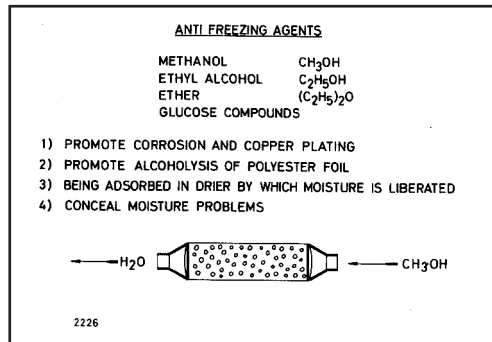 ANTI FREEZING AGENTS
METHANOL CH₃OH
ETHYL ALCOHOL C₂H₅OH
ETHER (C₂H₅)₂O
GLUCOSE COMPOUNDS
1) PROMOTE CORROSION AND COPPER PLATING
2) PROMOTE ALCOHOLYSIS OF POLYESTER FOIL
3) BEING ADSORBED IN DRIER BY WHICH MOISTURE IS LIBERATED
4) CONCEAL MOISTURE PROBLEMS
H₂O CH₃OH
2226